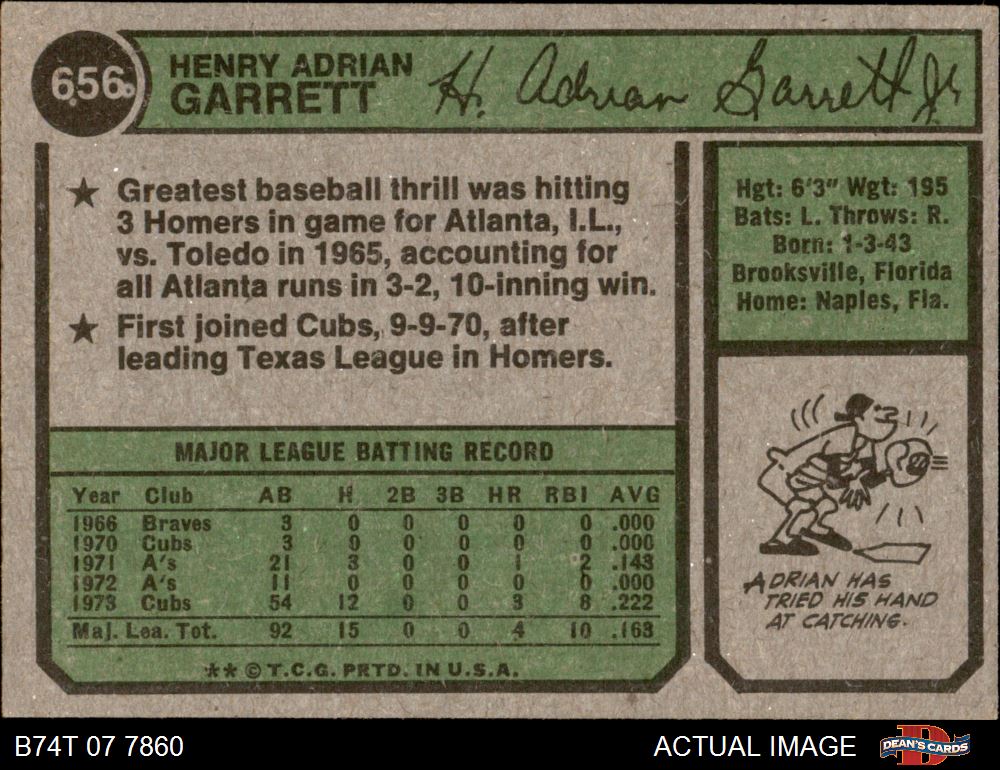 656
HENRY ADRIAN
GARRETT
H. Adrian Garrett Jr
★ Greatest baseball thrill was hitting
3 Homers in game for Atlanta, I.L.,
vs. Toledo in 1965, accounting for
all Atlanta runs in 3-2, 10-inning win.
★ First joined Cubs, 9-9-70, after
leading Texas League in Homers.
Hgt: 6'3" Wgt: 195
Bats: L. Throws: R.
Born: 1-3-43
Brooksville, Florida
Home: Naples, Fla.
MAJOR LEAGUE BATTING RECORD
Year Club AB H 2B 3B HR RBI AVG
1966 Braves 3 0 0 0 0 0 .000
1970 Cubs 3 0 0 0 0 0 .000
1971 A's 21 3 0 0 1 2 .143
1972 A's 11 0 0 0 0 0 .000
1973 Cubs 54 12 0 0 3 8 .222
Maj. Lea. Tot. 92 15 0 0 4 10 .163
** © T.C.G. PRTD. IN U.S.A.
ADRIAN HAS
TRIED HIS HAND
AT CATCHING.
B74T 07 7860
ACTUAL IMAGE
DEAN'S CARDS